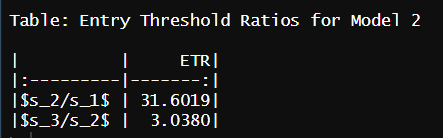 Table: Entry Threshold Ratios for Model 2
|         |     ETR|
|:---------|-------:|
|$s_2/s_1$ | 31.6019|
|$s_3/s_2$ |  3.0380|